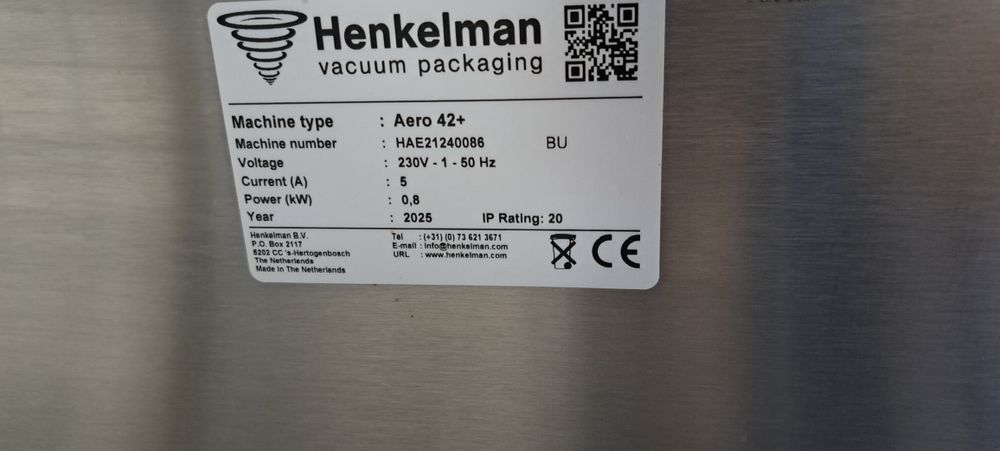 Henkelman
vacuum packaging
Machine type : Aero 42+
Machine number : HAE21240086 BU
Voltage : 230V - 1 - 50 Hz
Current (A) : 5
Power (kW) : 0,8
Year : 2025 IP Rating: 20
Henkelman B.V. Tel : (+31) (0) 73 621 3671
P.O. Box 2117 E-mail : info@henkelman.com
5202 CC 's-Hertogenbosch URL : www.henkelman.com
The Netherlands
Made in The Netherlands
CE